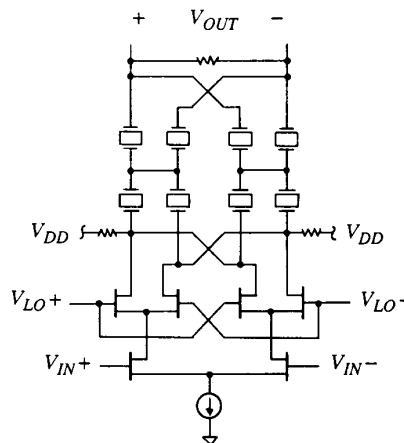 + V_OUT −
V_DD V_DD
V_LO+ V_LO−
V_IN+ V_IN−